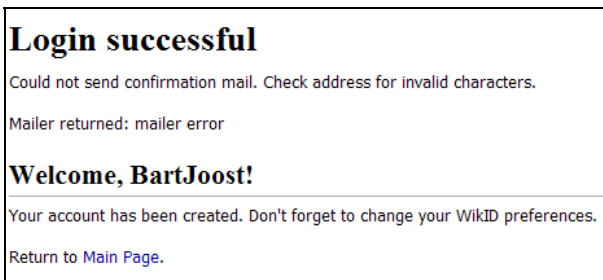 Login successful
Could not send confirmation mail. Check address for invalid characters.
Mailer returned: mailer error
Welcome, BartJoost!
Your account has been created. Don't forget to change your WikID preferences.
Return to Main Page.